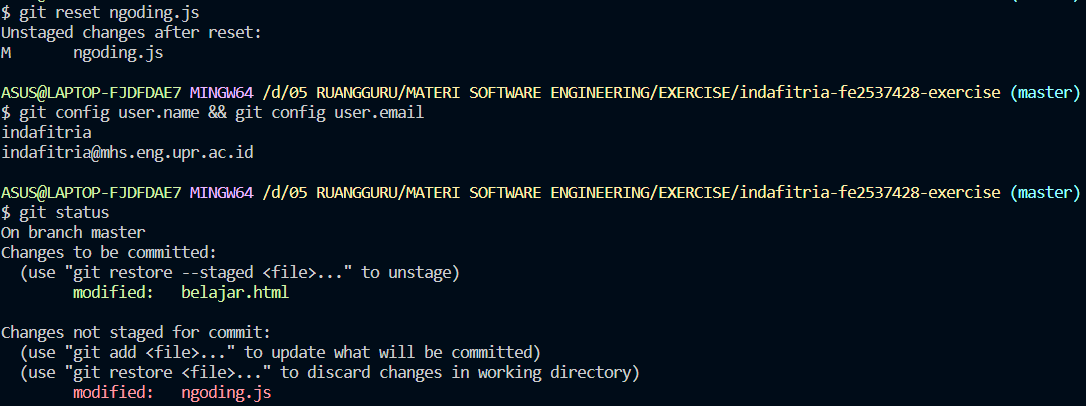 $ git reset ngoding.js
Unstaged changes after reset:
M       ngoding.js
ASUS@LAPTOP-FJDFDAE7 MINGW64 /d/05 RUANGGURU/MATERI SOFTWARE ENGINEERING/EXERCISE/indafitria-fe2537428-exercise (master)
$ git config user.name && git config user.email
indafitria
indafitria@mhs.eng.upr.ac.id
ASUS@LAPTOP-FJDFDAE7 MINGW64 /d/05 RUANGGURU/MATERI SOFTWARE ENGINEERING/EXERCISE/indafitria-fe2537428-exercise (master)
$ git status
On branch master
Changes to be committed:
  (use "git restore --staged <file>..." to unstage)
        modified:   belajar.html
Changes not staged for commit:
  (use "git add <file>..." to update what will be committed)
  (use "git restore <file>..." to discard changes in working directory)
        modified:   ngoding.js